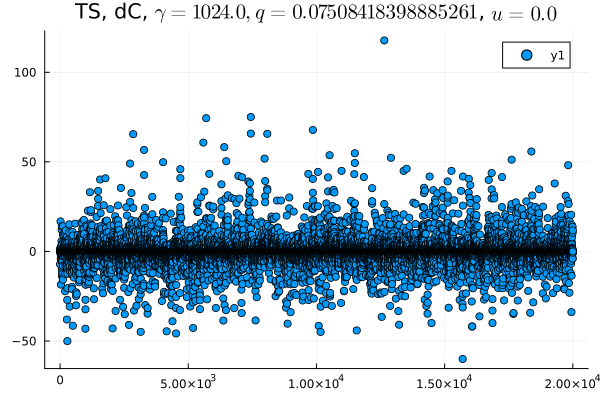 TS, dC, γ = 1024.0, q = 0.07508418398885261, u = 0.0
y1
100
50
0
−50
0 5.00×10³ 1.00×10⁴ 1.50×10⁴ 2.00×10⁴